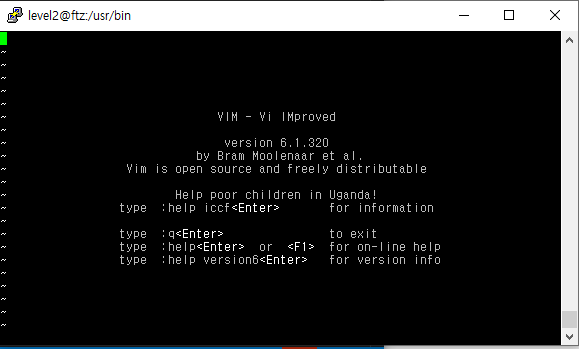 level2@ftz:/usr/bin
~
~
~
~
~
~ VIM - Vi IMproved
~
~ version 6.1.320
~ by Bram Moolenaar et al.
~ Vim is open source and freely distributable
~
~ Help poor children in Uganda!
~ type :help iccf<Enter> for information
~
~ type :q<Enter> to exit
~ type :help<Enter> or <F1> for on-line help
~ type :help version6<Enter> for version info
~
~
~
~
~